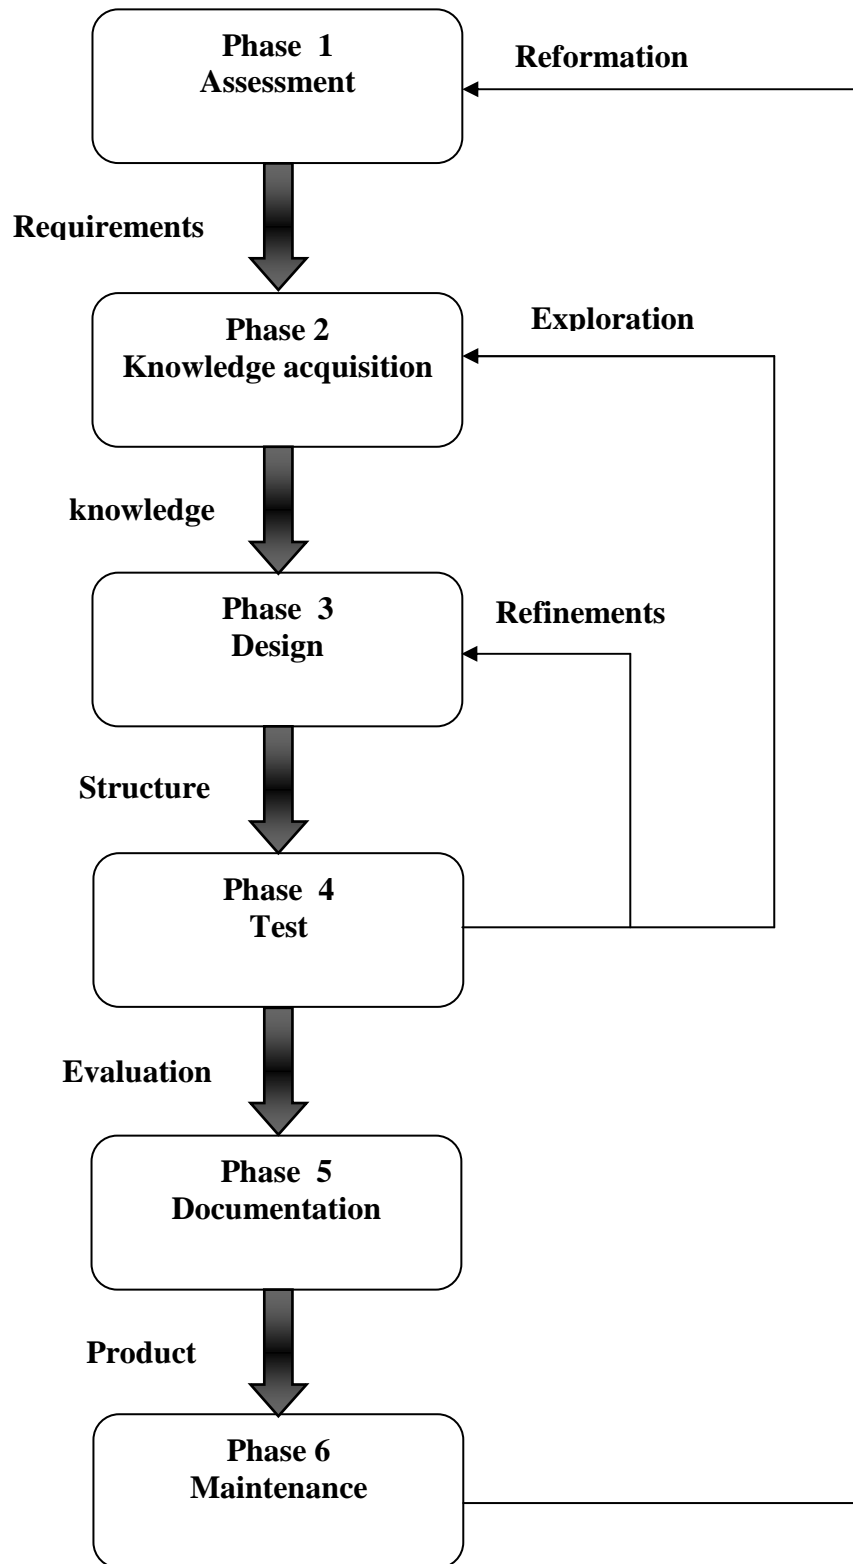 Phase 1
Assessment
Reformation
Requirements
Phase 2
Knowledge acquisition
Exploration
knowledge
Phase 3
Design
Refinements
Structure
Phase 4
Test
Evaluation
Phase 5
Documentation
Product
Phase 6
Maintenance